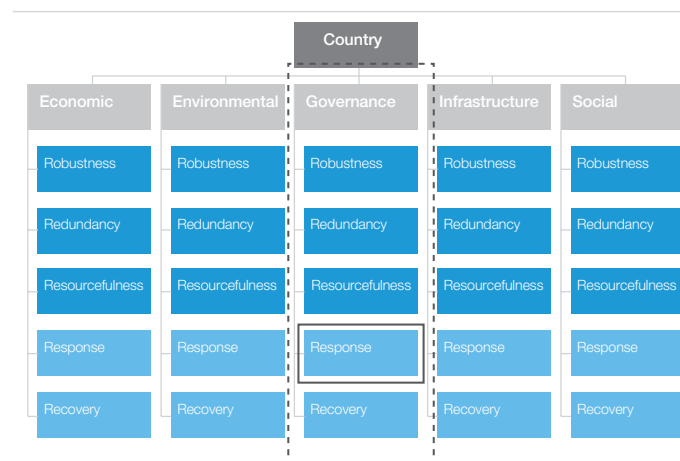 Country
Economic
Environmental
Governance
Infrastructure
Social
Robustness
Robustness
Robustness
Robustness
Robustness
Redundancy
Redundancy
Redundancy
Redundancy
Redundancy
Resourcefulness
Resourcefulness
Resourcefulness
Resourcefulness
Resourcefulness
Response
Response
Response
Response
Response
Recovery
Recovery
Recovery
Recovery
Recovery